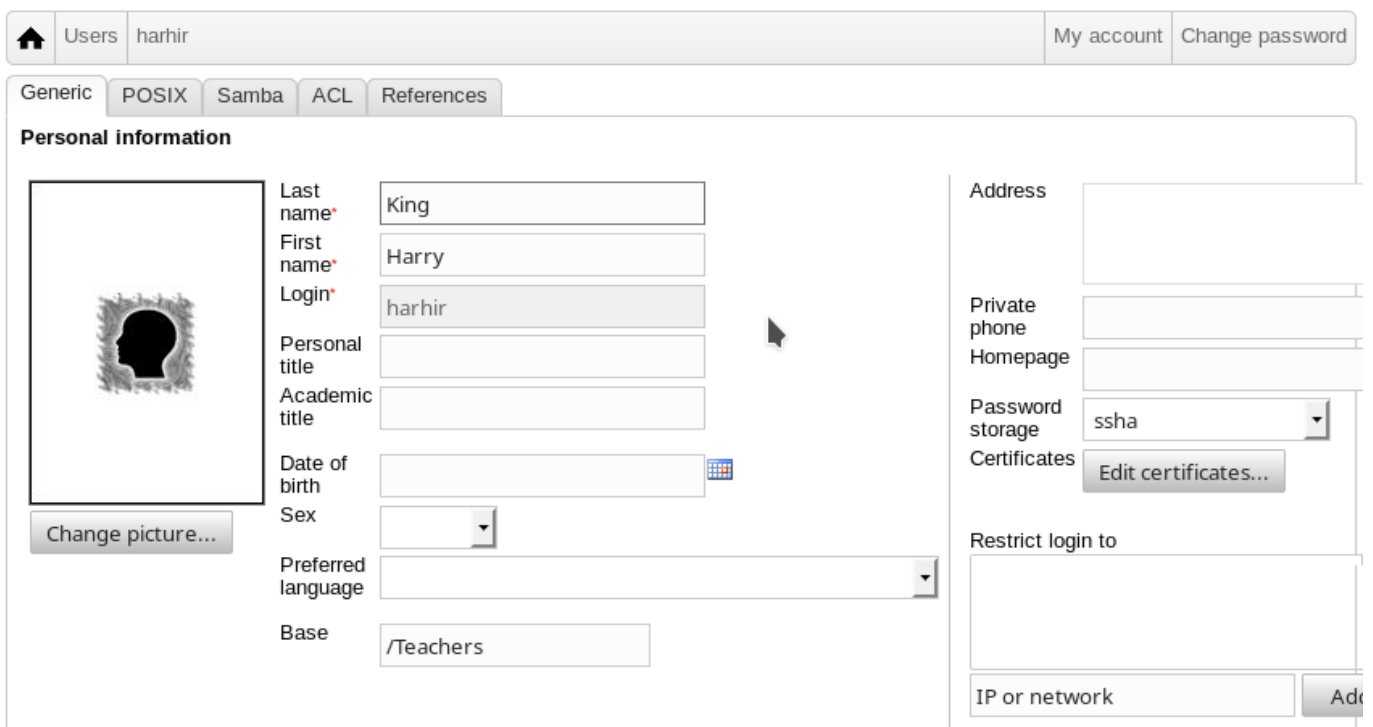 Users harhir My account Change password
Generic POSIX Samba ACL References
Personal information
Last name* King
First name* Harry
Login* harhir
Personal title
Academic title
Date of birth
Sex
Preferred language
Base /Teachers
Change picture...
Address
Private phone
Homepage
Password storage ssha
Certificates Edit certificates...
Restrict login to
IP or network